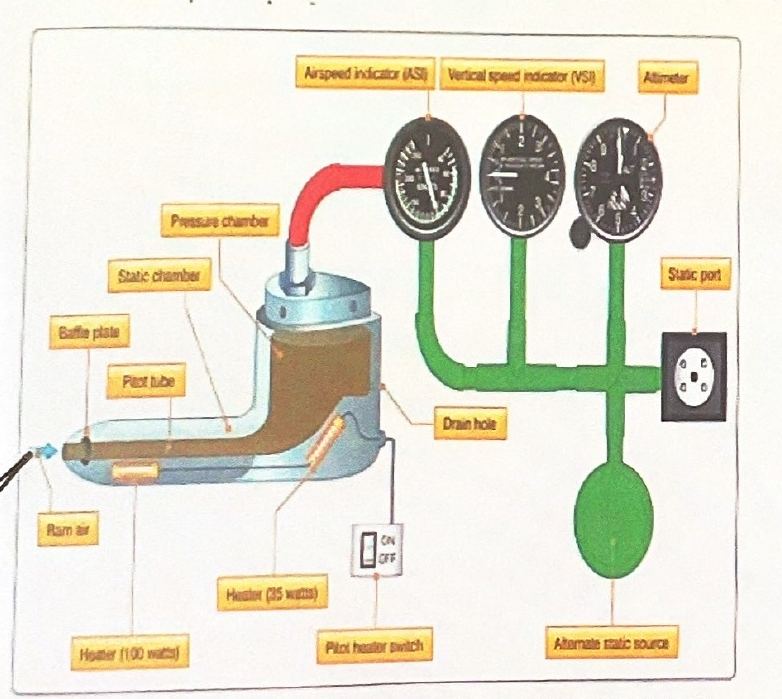 Airspeed indicator (ASI)
Vertical speed indicator (VSI)
Altimeter
Pressure chamber
Static chamber
Static port
Baffle plate
Pitot tube
Drain hole
Ram air
ON
OFF
Heater (35 watts)
Heater (100 watts)
Pitot heater switch
Alternate static source